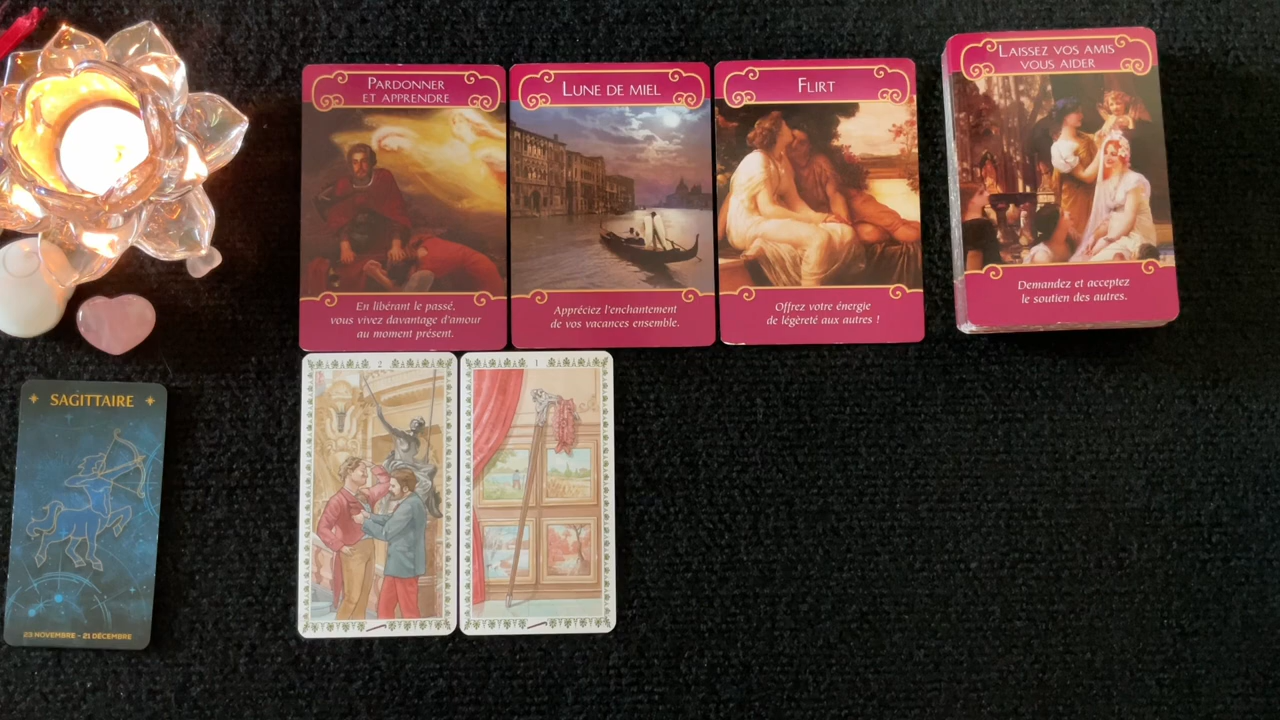 PARDONNER
ET APPRENDRE
En libérant le passé,
vous vivez davantage d'amour
au moment présent.
LUNE DE MIEL
Appréciez l'enchantement
de vos vacances ensemble.
FLIRT
Offrez votre énergie
de légèreté aux autres !
LAISSEZ VOS AMIS
VOUS AIDER
Demandez et acceptez
le soutien des autres.
SAGITTAIRE
23 NOVEMBRE - 21 DÉCEMBRE
2
1